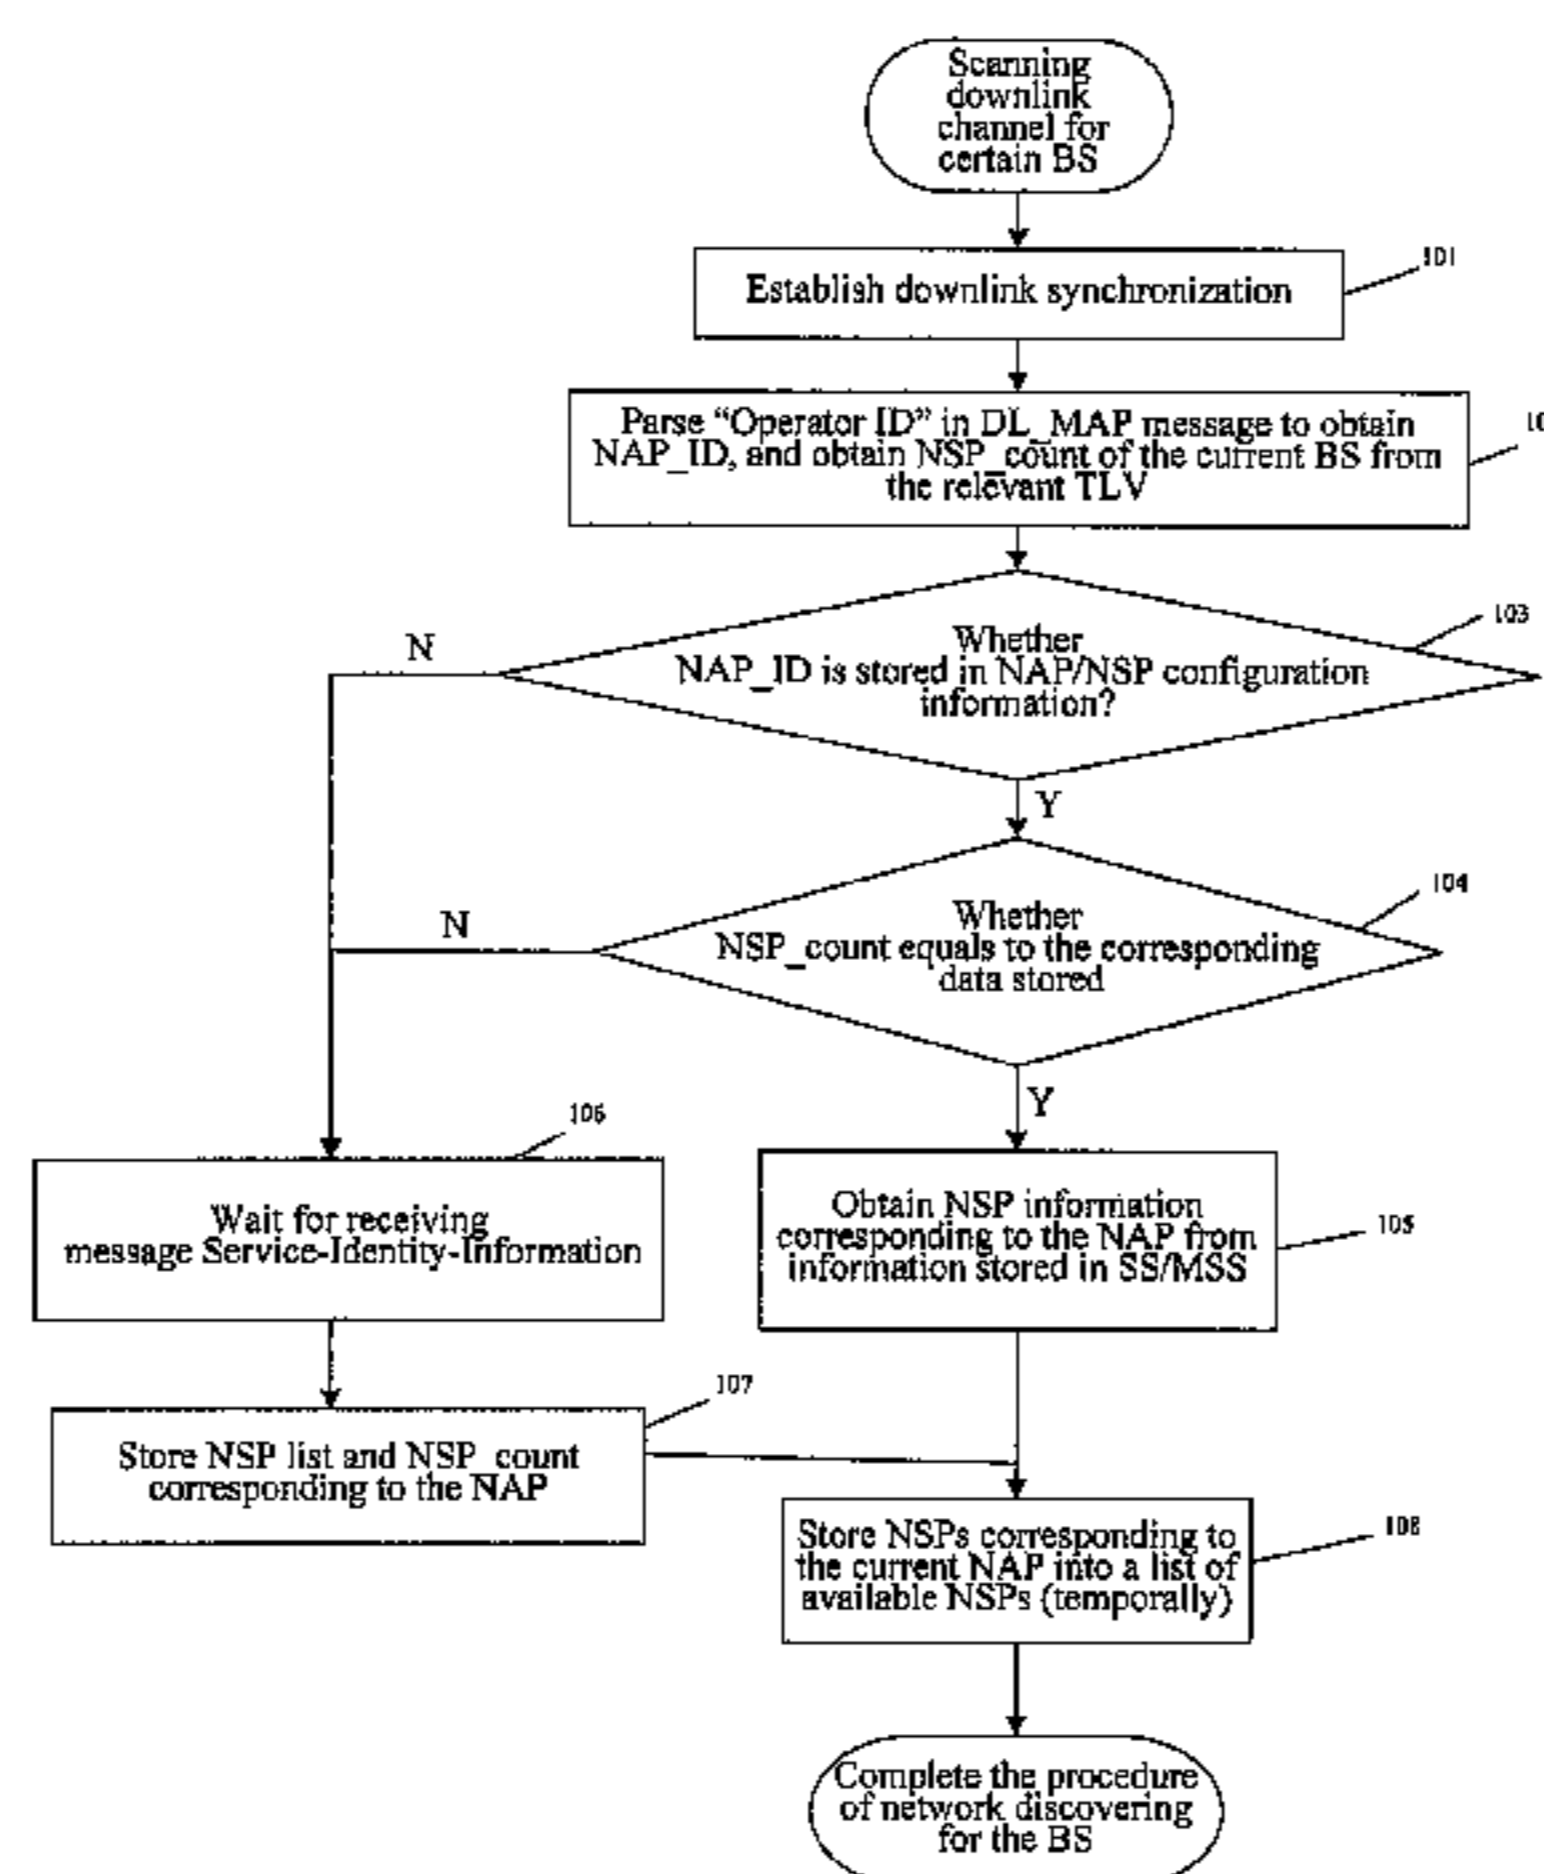 Scanning
downlink
channel for
certain BS
101
Establish downlink synchronization
Parse “Operator ID” in DL_MAP message to obtain
NAP_ID, and obtain NSP_count of the current BS from
the relevant TLV
10
103
N
Whether
NAP_ID is stored in NAP/NSP configuration
information?
Y
104
N
Whether
NSP_count equals to the corresponding
data stored
Y
106
Wait for receiving
message Service-Identity-Information
Obtain NSP information
corresponding to the NAP from
information stored in SS/MSS
105
107
Store NSP list and NSP_count
corresponding to the NAP
Store NSPs corresponding to
the current NAP into a list of
available NSPs (temporally)
108
Complete the procedure
of network discovering
for the BS